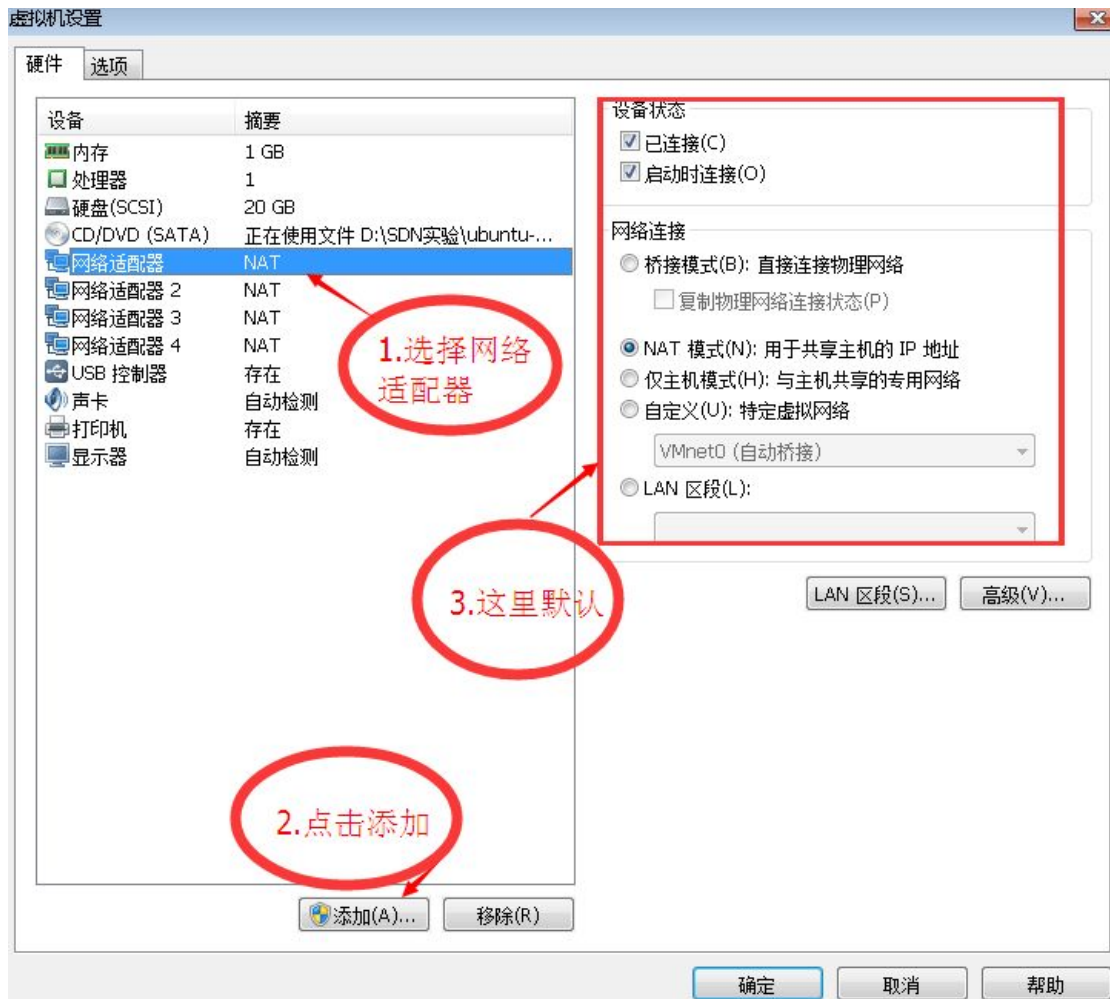 虚拟机设置
硬件
选项
设备 摘要
内存 1 GB
处理器 1
硬盘(SCSI) 20 GB
CD/DVD (SATA) 正在使用文件 D:\SDN实验\ubuntu-...
网络适配器 NAT
网络适配器 2 NAT
网络适配器 3 NAT
网络适配器 4 NAT
USB 控制器 存在
声卡 自动检测
打印机 存在
显示器 自动检测
1.选择网络
适配器
2.点击添加
添加(A)...
移除(R)
设备状态
已连接(C)
启动时连接(O)
网络连接
桥接模式(B): 直接连接物理网络
复制物理网络连接状态(P)
NAT 模式(N): 用于共享主机的 IP 地址
仅主机模式(H): 与主机共享的专用网络
自定义(U): 特定虚拟网络
VMnet0 (自动桥接)
LAN 区段(L):
3.这里默认
LAN 区段(S)...
高级(V)...
确定
取消
帮助